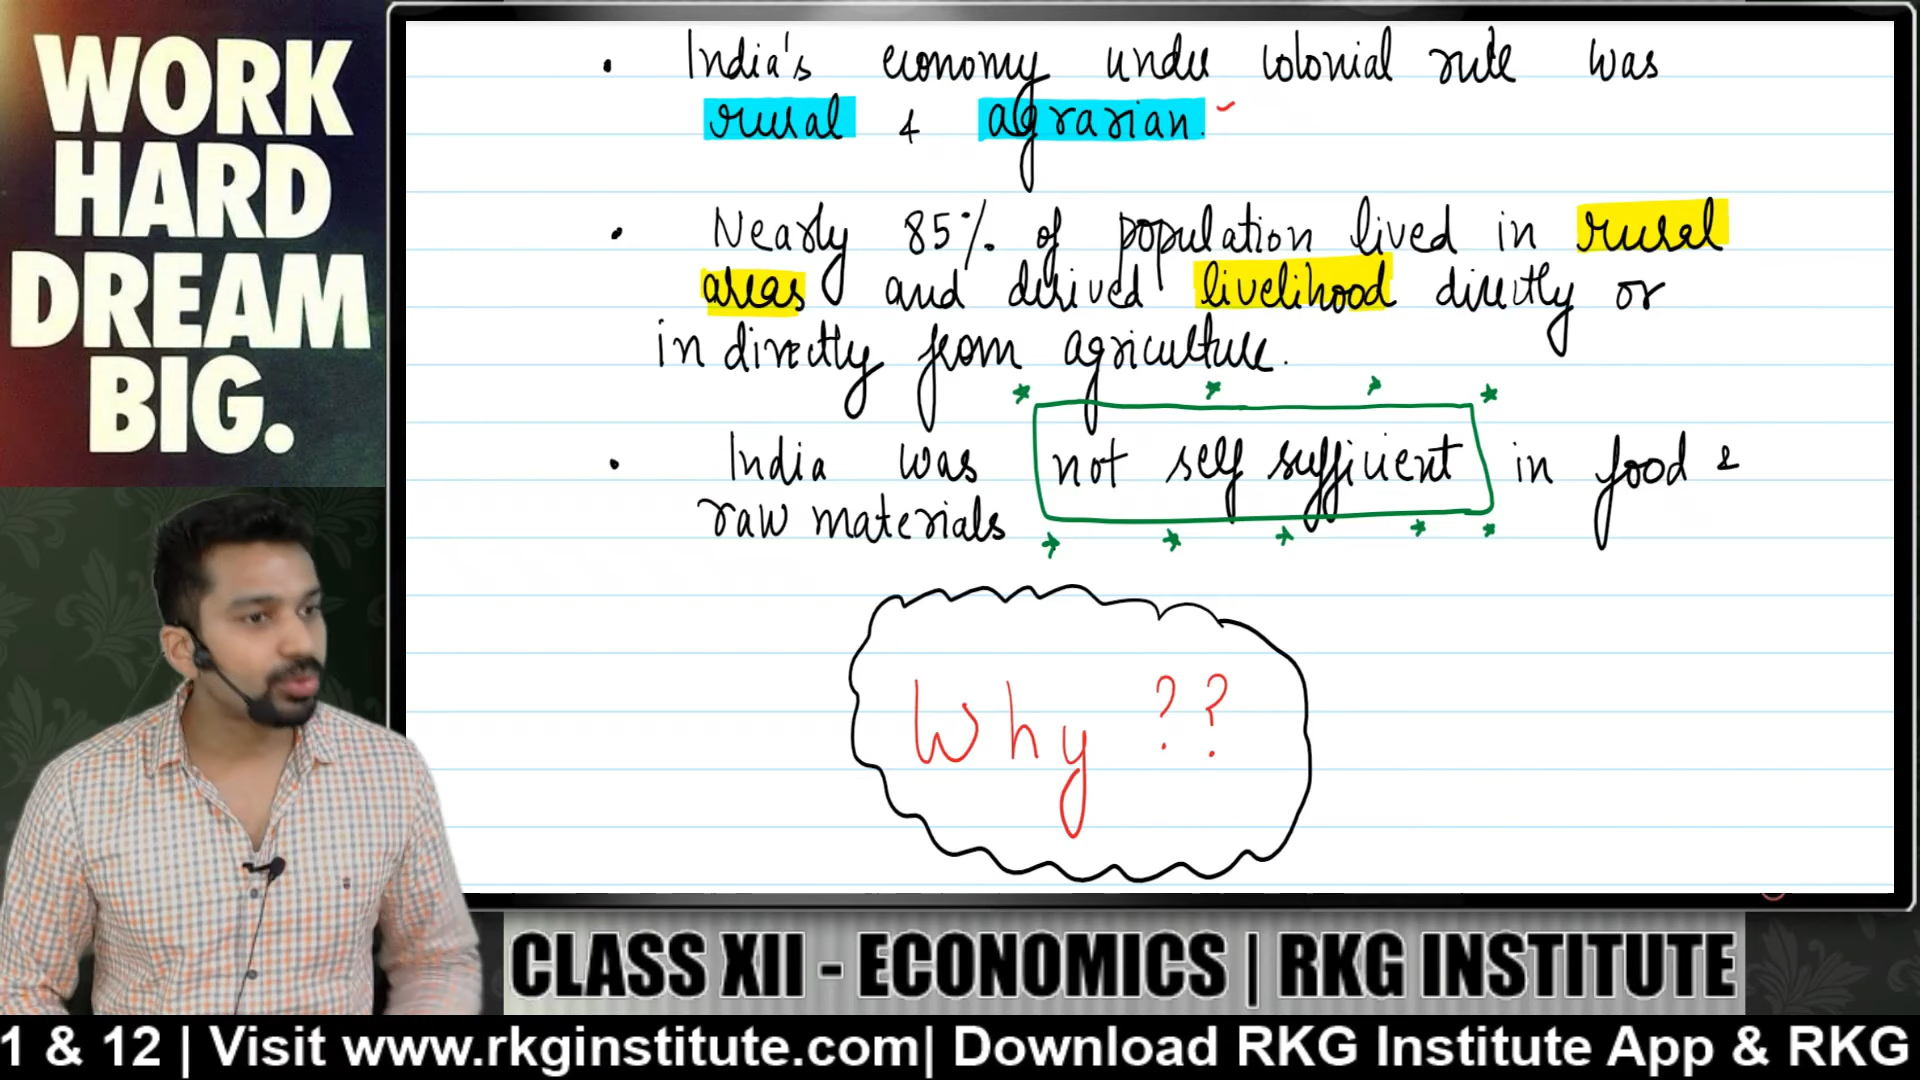 WORK
HARD
DREAM
BIG.
• India's economy under colonial rule was
rural & agrarian.
• Nearly 85% of population lived in rural
areas and derived livelihood directly or
indirectly from agriculture.
• India was not self sufficient in food &
raw materials
Why ??
CLASS XII - ECONOMICS | RKG INSTITUTE
1 & 12 | Visit www.rkginstitute.com| Download RKG Institute App & RKG